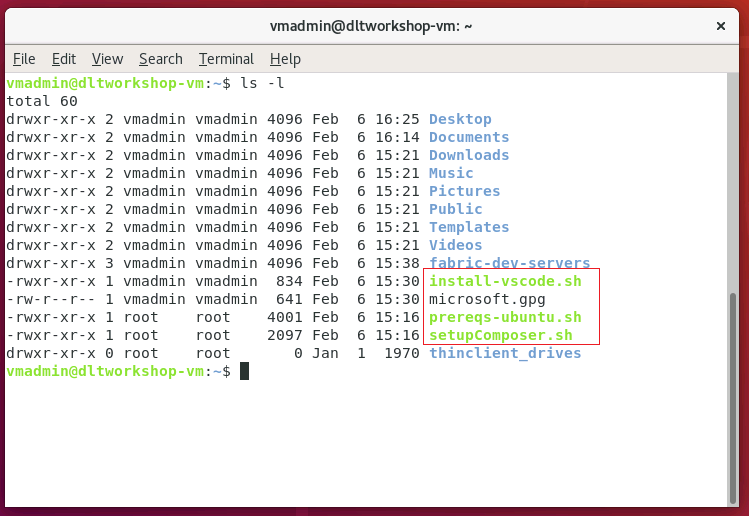 vmadmin@dltworkshop-vm: ~
File Edit View Search Terminal Help
vmadmin@dltworkshop-vm:~$ ls -l
total 60
drwxr-xr-x 2 vmadmin vmadmin 4096 Feb  6 16:25 Desktop
drwxr-xr-x 2 vmadmin vmadmin 4096 Feb  6 16:14 Documents
drwxr-xr-x 2 vmadmin vmadmin 4096 Feb  6 15:21 Downloads
drwxr-xr-x 2 vmadmin vmadmin 4096 Feb  6 15:21 Music
drwxr-xr-x 2 vmadmin vmadmin 4096 Feb  6 15:21 Pictures
drwxr-xr-x 2 vmadmin vmadmin 4096 Feb  6 15:21 Public
drwxr-xr-x 2 vmadmin vmadmin 4096 Feb  6 15:21 Templates
drwxr-xr-x 2 vmadmin vmadmin 4096 Feb  6 15:21 Videos
drwxr-xr-x 3 vmadmin vmadmin 4096 Feb  6 15:38 fabric-dev-servers
-rwxr-xr-x 1 vmadmin vmadmin  834 Feb  6 15:30 install-vscode.sh
-rw-r--r-- 1 vmadmin vmadmin  641 Feb  6 15:30 microsoft.gpg
-rwxr-xr-x 1 root    root    4001 Feb  6 15:16 prereqs-ubuntu.sh
-rwxr-xr-x 1 root    root    2097 Feb  6 15:16 setupComposer.sh
drwxr-xr-x 0 root    root       0 Jan  1  1970 thinclient_drives
vmadmin@dltworkshop-vm:~$